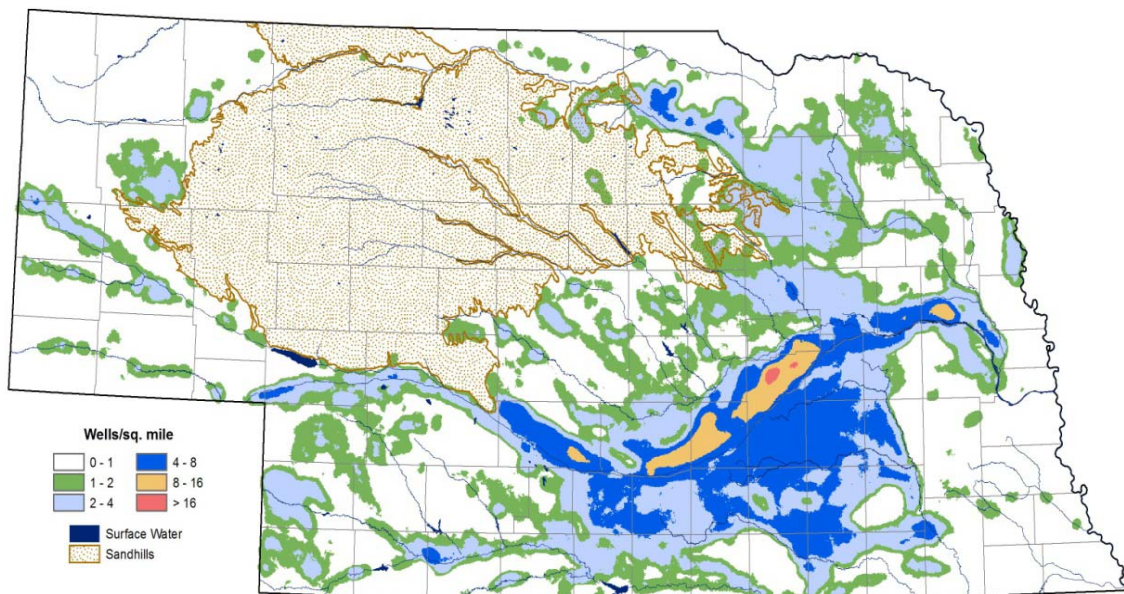 Wells/sq. mile
0 - 1
4 - 8
1 - 2
8 - 16
2 - 4
> 16
Surface Water
Sandhills